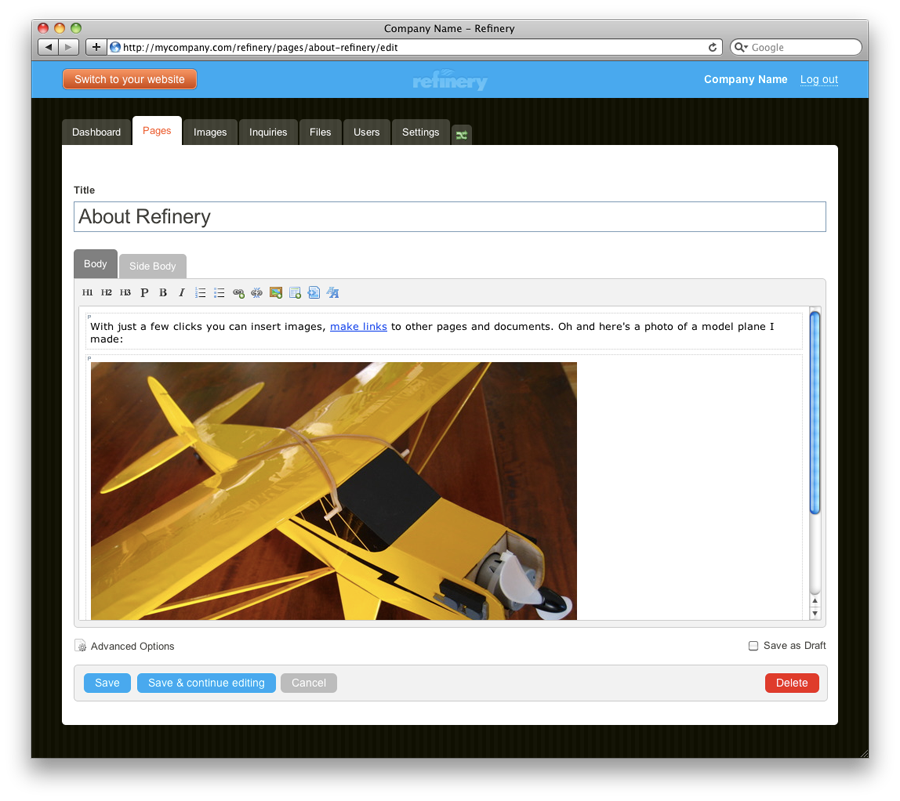 Company Name – Refinery
http://mycompany.com/refinery/pages/about-refinery/edit
Google
Switch to your website
refinery
Company Name
Log out
Dashboard
Pages
Images
Inquiries
Files
Users
Settings
Title
About Refinery
Body
Side Body
H1 H2 H3 P B I
P
With just a few clicks you can insert images, make links to other pages and documents. Oh and here's a photo of a model plane I
made:
P
Advanced Options
Save as Draft
Save
Save & continue editing
Cancel
Delete